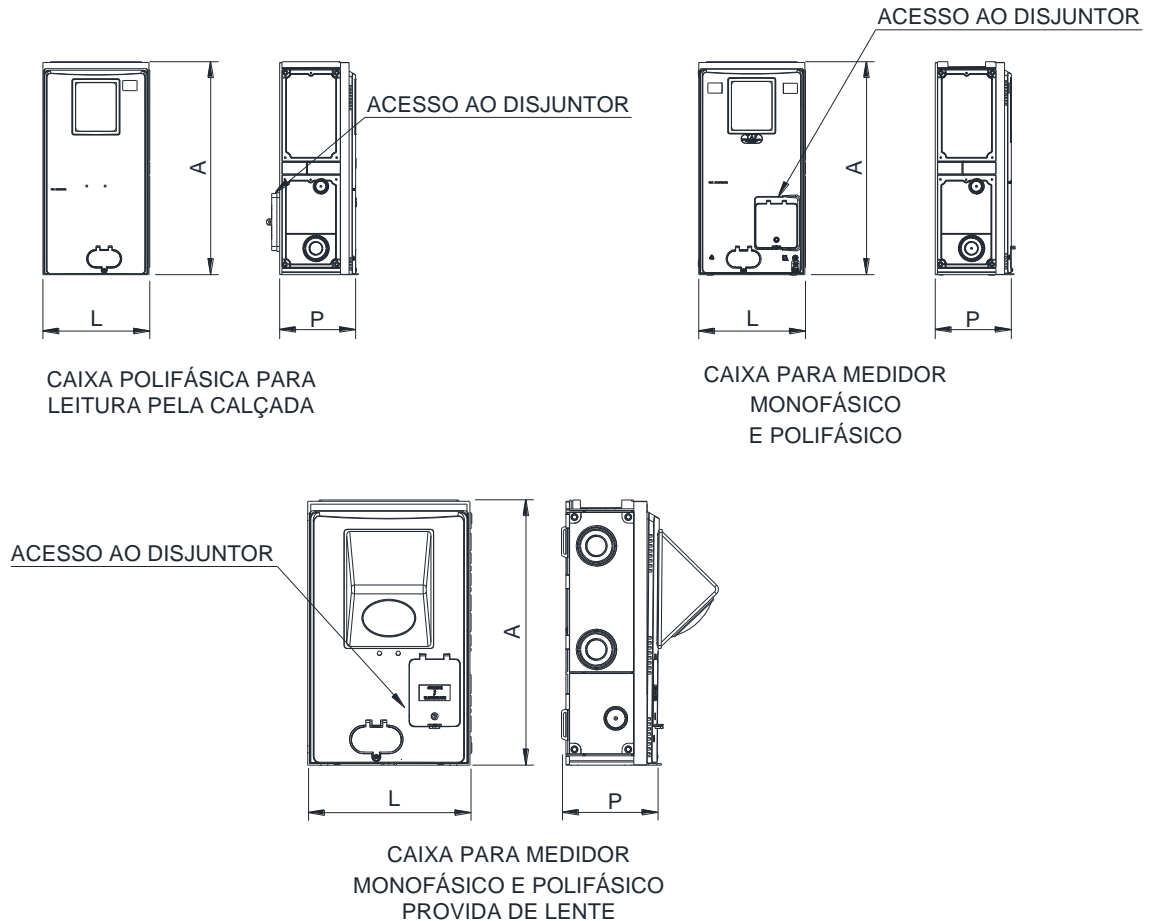 ACESSO AO DISJUNTOR
ACESSO AO DISJUNTOR
A
A
L
P
L
P
CAIXA POLIFÁSICA PARA
LEITURA PELA CALÇADA
CAIXA PARA MEDIDOR
MONOFÁSICO
E POLIFÁSICO
ACESSO AO DISJUNTOR
A
L
P
CAIXA PARA MEDIDOR
MONOFÁSICO E POLIFÁSICO
PROVIDA DE LENTE